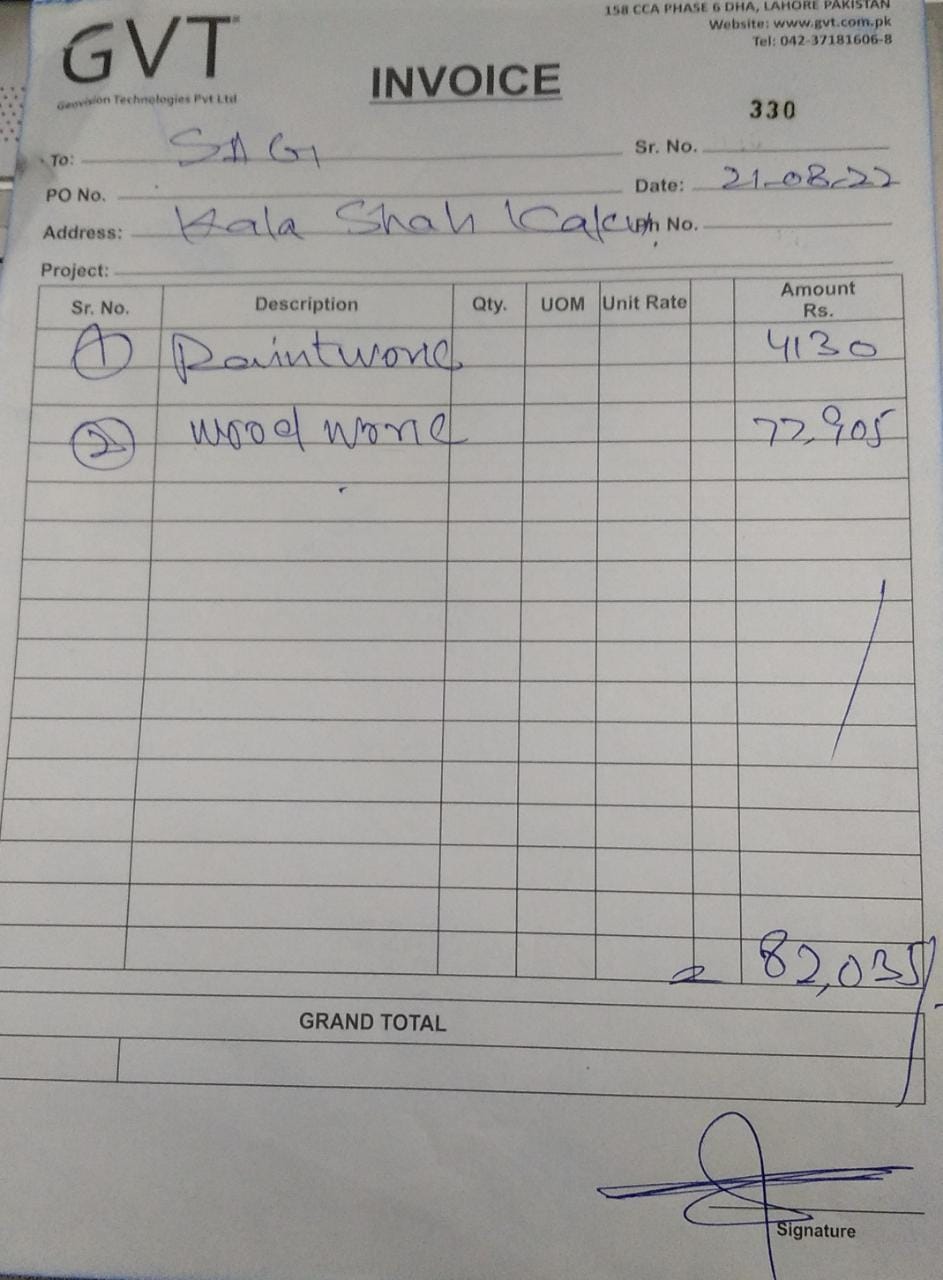 158 CCA PHASE 6 DHA, LAHORE PAKISTAN
Website: www.gvt.com.pk
Tel: 042-37181606-8
GVT
Geovision Technologies Pvt Ltd
INVOICE
330
To: SAG Sr. No.
PO No. Date: 21-08-22
Address: Kala Shah Kaku Ph No.
Project:
Sr. No. Description Qty. UOM Unit Rate Amount Rs.
1 Paintwork 4130
2 wood work 77,905
82,035/-
GRAND TOTAL
Signature